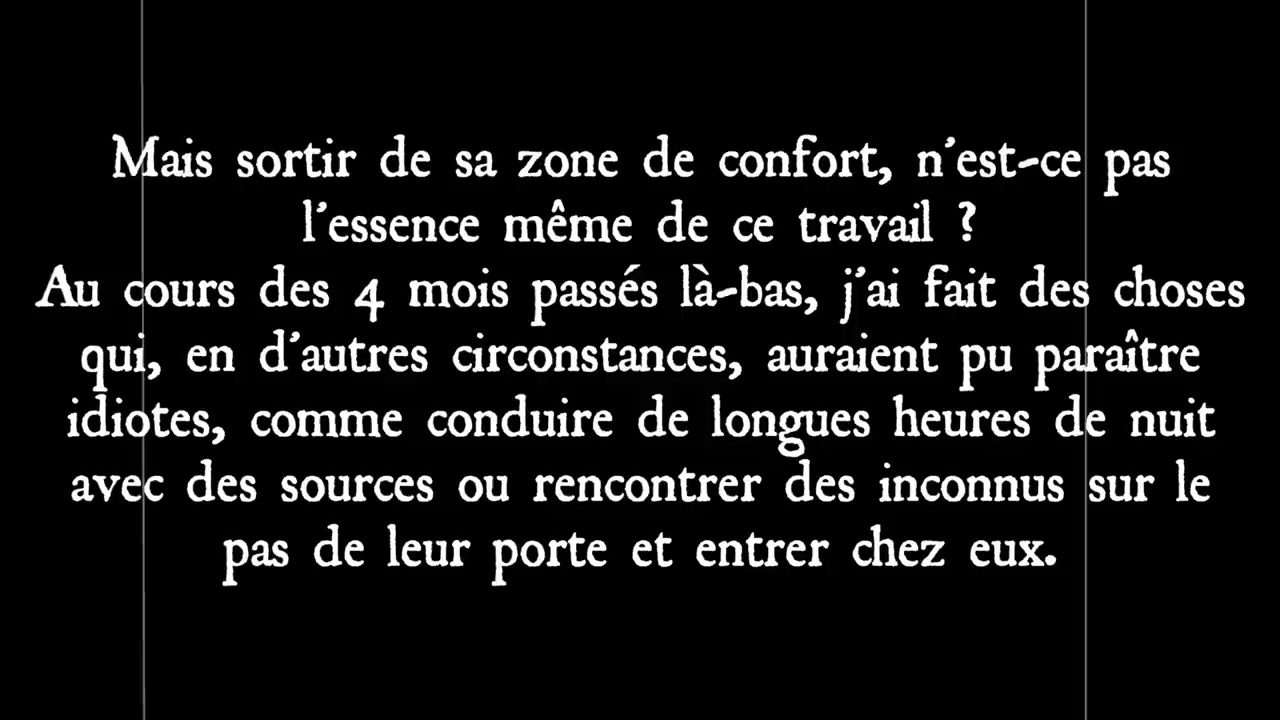 Mais sortir de sa zone de confort, n'est-ce pas
l'essence même de ce travail ?
Au cours des 4 mois passés là-bas, j'ai fait des choses
qui, en d'autres circonstances, auraient pu paraître
idiotes, comme conduire de longues heures de nuit
avec des sources ou rencontrer des inconnus sur le
pas de leur porte et entrer chez eux.